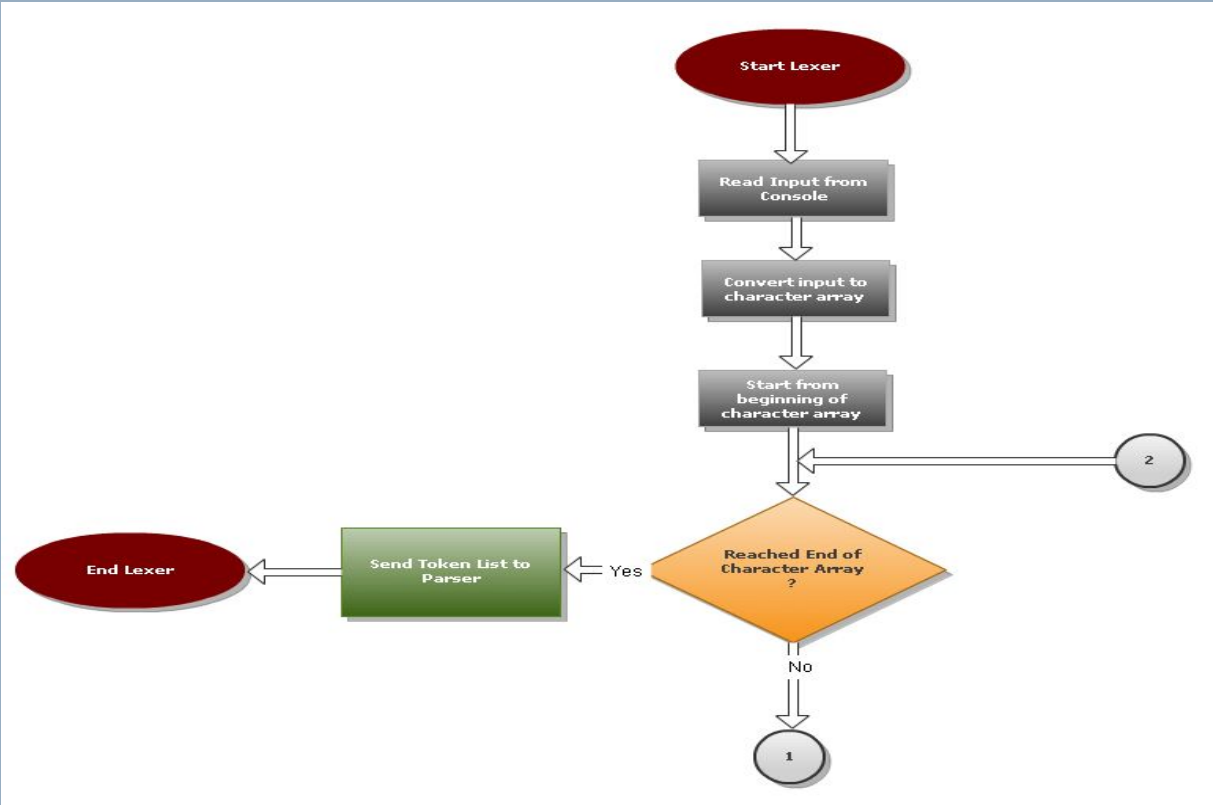 Start Lexer
Read Input from
Console
Convert input to
character array
Start from
beginning of
character array
2
Reached End of
Character Array
?
Yes
Send Token List to
Parser
End Lexer
No
1